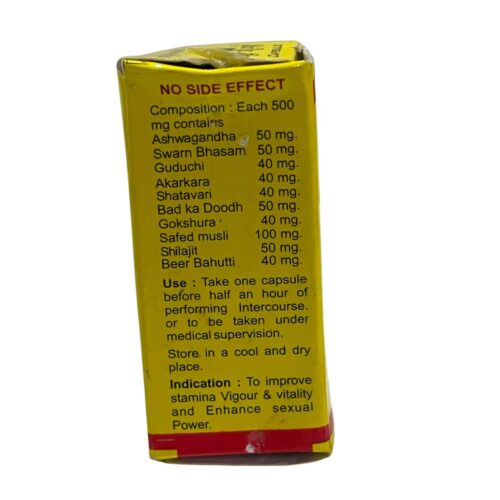 NO SIDE EFFECT
Composition : Each 500
mg contains
Ashwagandha 50 mg.
Swarn Bhasam 50 mg.
Guduchi 40 mg.
Akarkara 40 mg.
Shatavari 40 mg.
Bad ka Doodh 50 mg.
Gokshura 40 mg.
Safed musli 100 mg.
Shilajit 50 mg.
Beer Bahutti 40 mg.
Use : Take one capsule
before half an hour of
performing Intercourse.
or to be taken under
medical supervision.
Store in a cool and dry
place.
Indication : To improve
stamina Vigour & vitality
and Enhance sexual
Power.